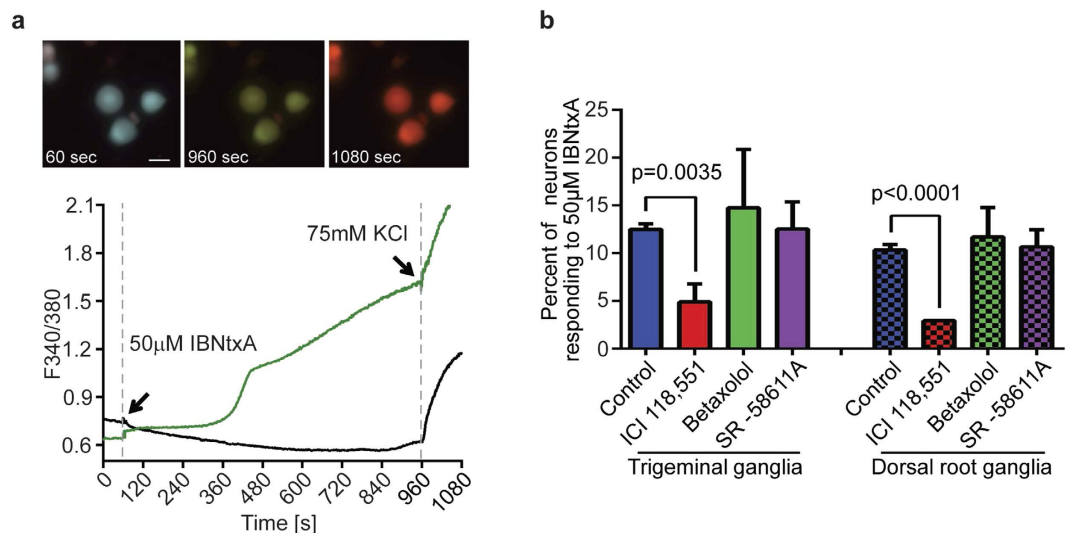 a
60 sec
960 sec
1080 sec
2.1
1.8
1.5
1.2
0.9
0.6
F340/380
50μM IBNtxA
75mM KCl
0
120
240
360
480
600
720
840
960
1080
Time [s]
b
Percent of neurons
responding to 50μM IBNtxA
25
20
15
10
5
0
p=0.0035
p<0.0001
Control
ICI 118,551
Betaxolol
SR -58611A
Control
ICI 118,551
Betaxolol
SR -58611A
Trigeminal ganglia
Dorsal root ganglia